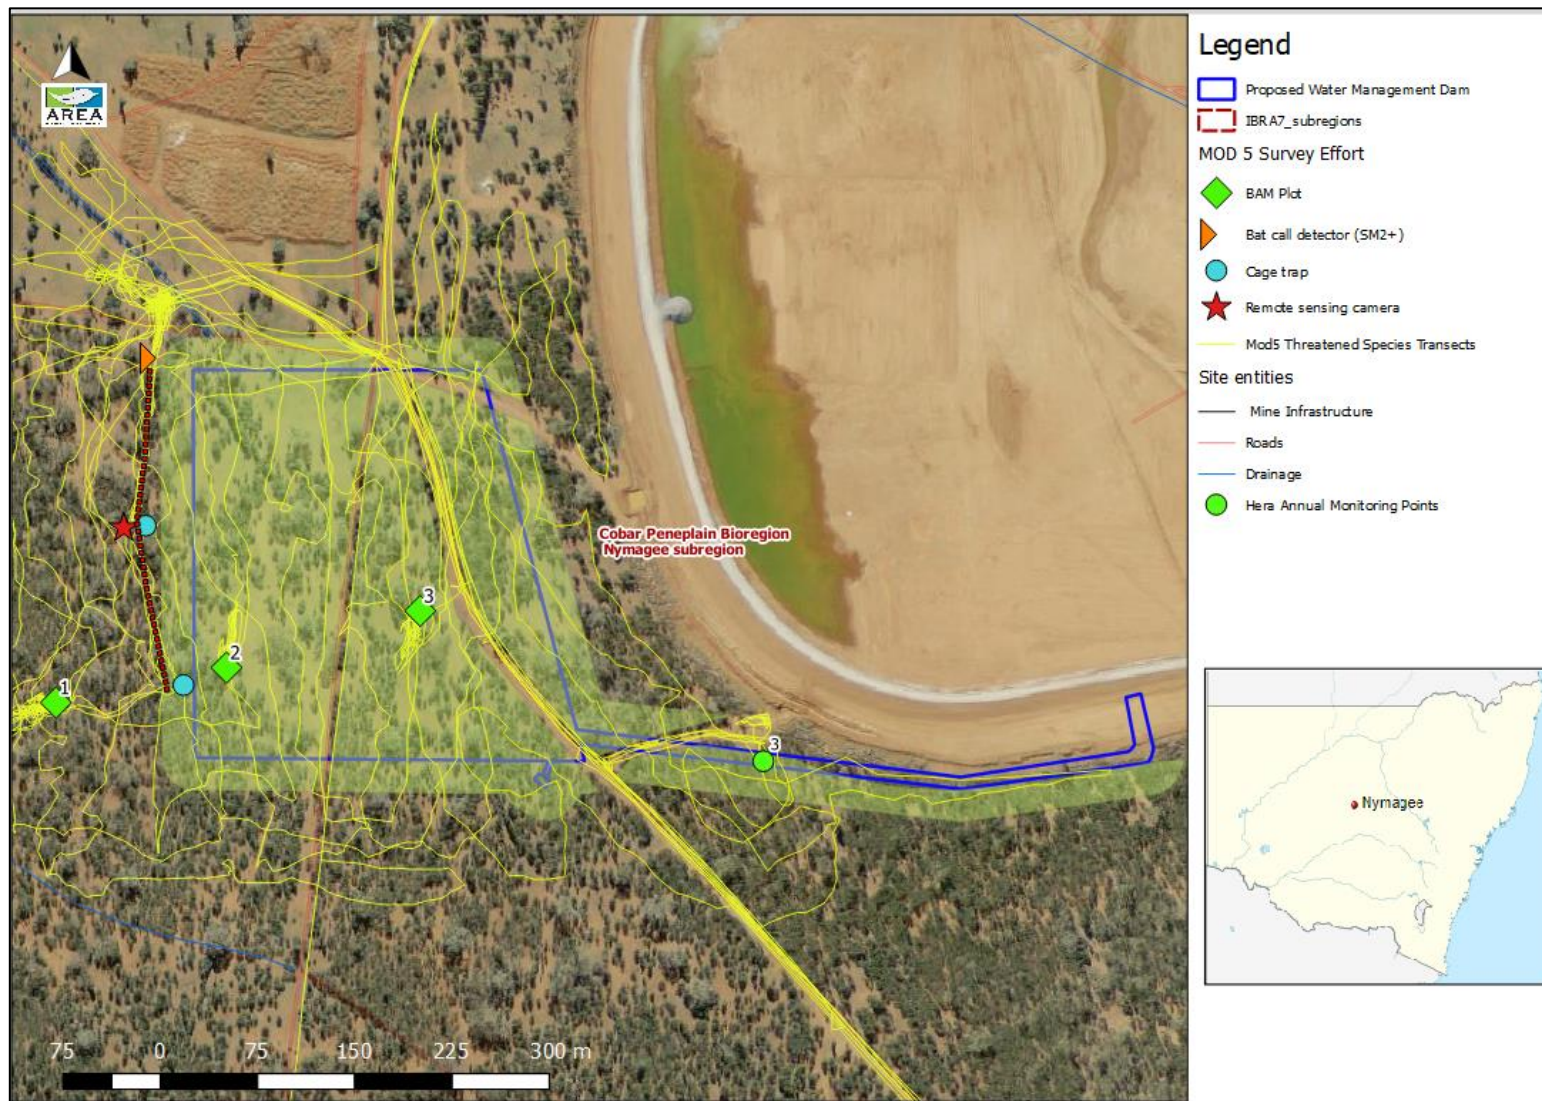 AREA
Cobar Peneplain Bioregion
Nymagee subregion
1
2
3
3
75 0 75 150 225 300 m
Legend
Proposed Water Management Dam
IBRA7_subregions
MOD 5 Survey Effort
BAM Plot
Bat call detector (SM2+)
Cage trap
Remote sensing camera
Mod5 Threatened Species Transects
Site entities
Mine Infrastructure
Roads
Drainage
Hera Annual Monitoring Points
Nymagee